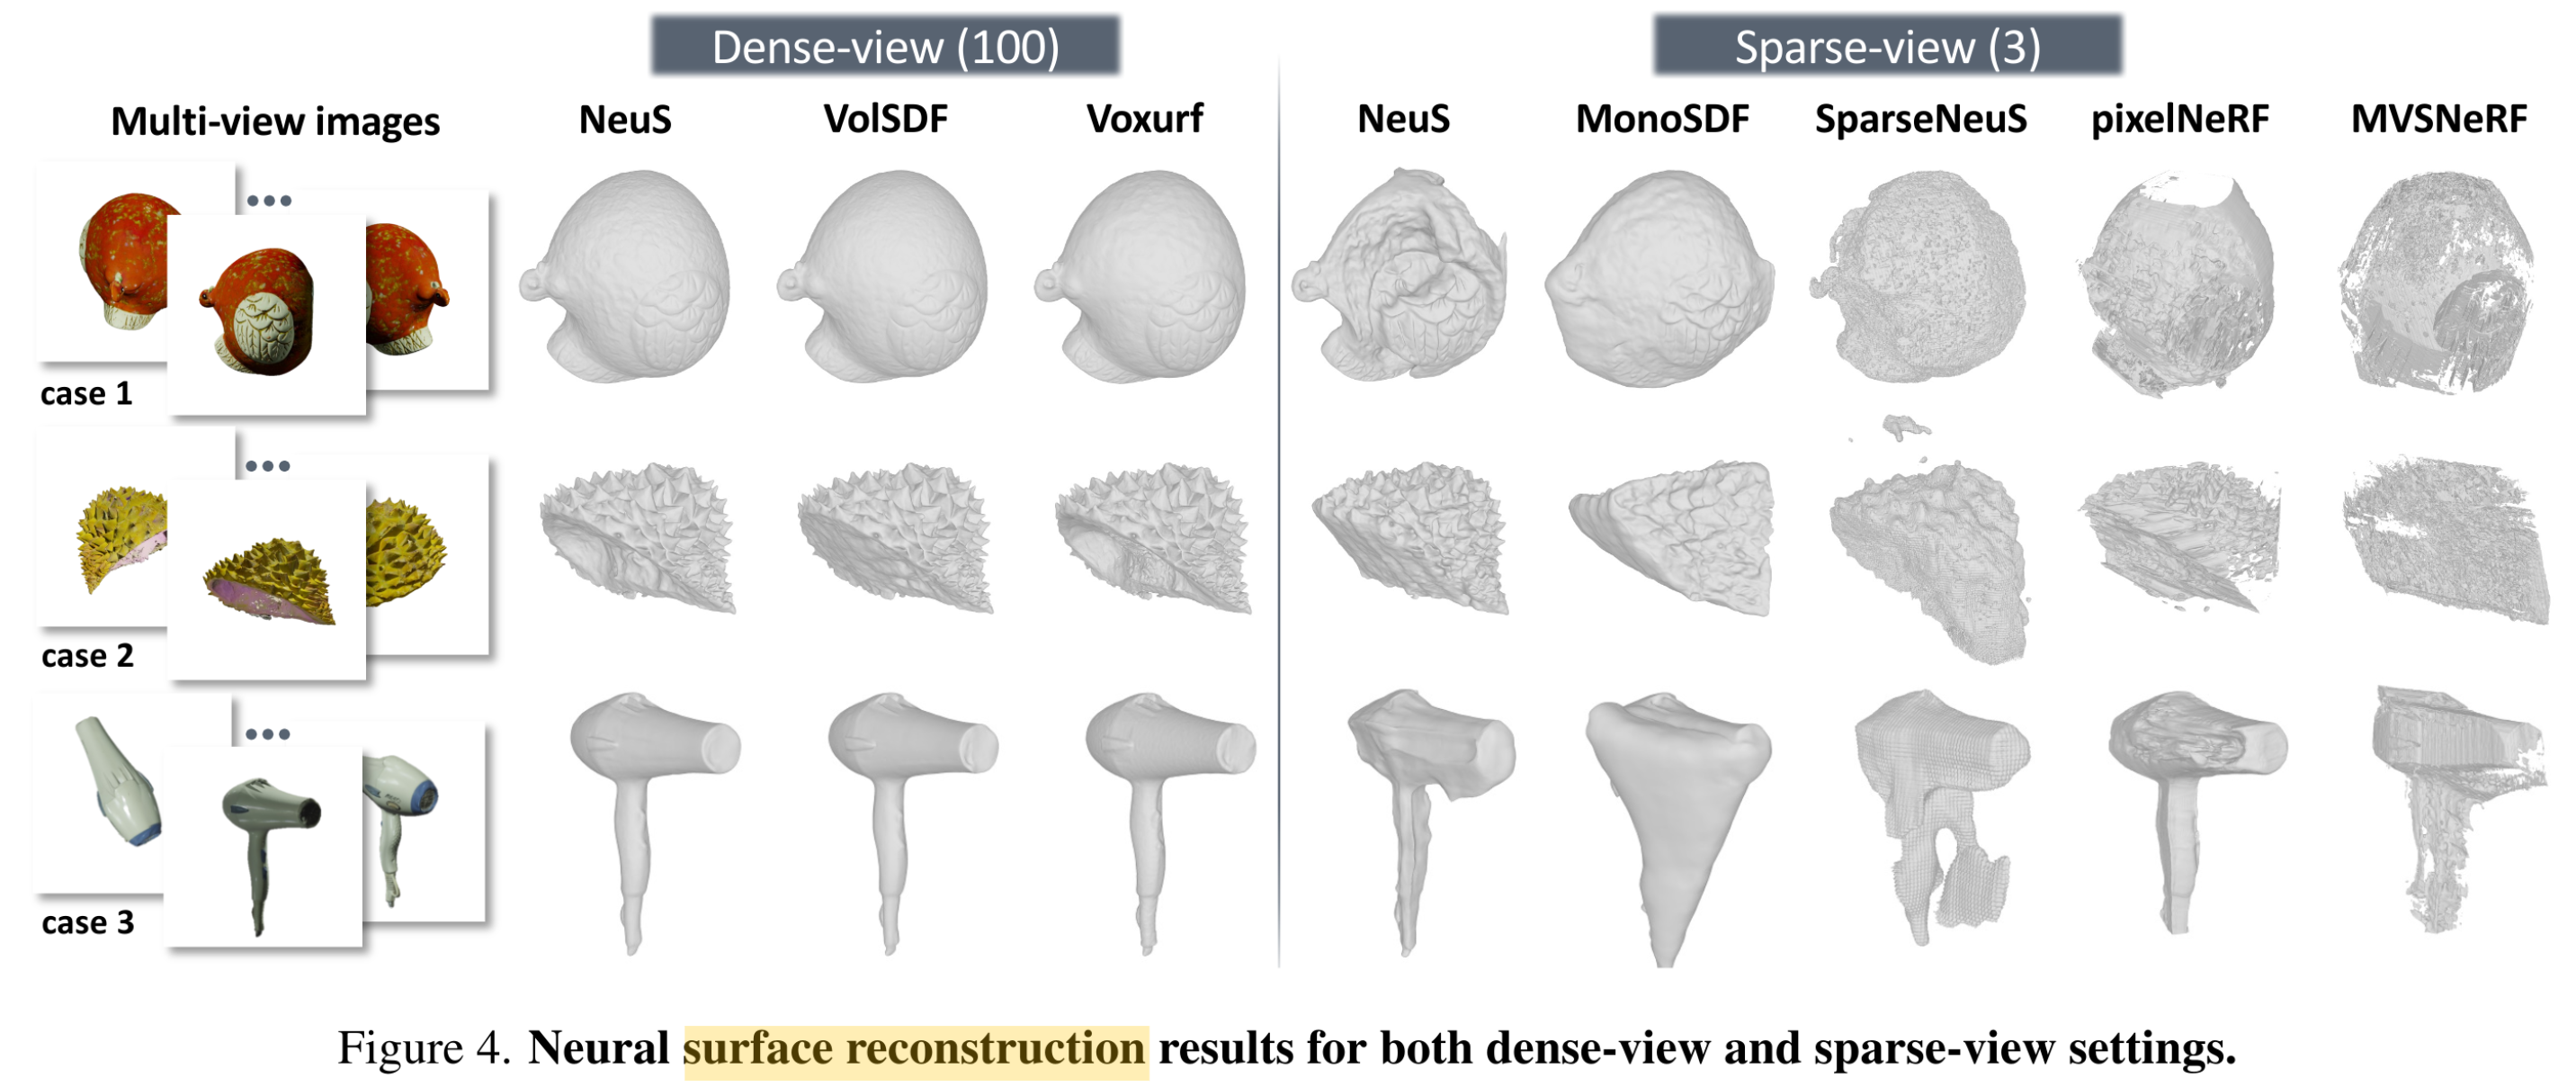 Dense-view (100)
Sparse-view (3)
Multi-view images
NeuS
VolSDF
Voxurf
NeuS
MonoSDF
SparseNeuS
pixelNeRF
MVSNeRF
case 1
case 2
case 3
Figure 4. Neural surface reconstruction results for both dense-view and sparse-view settings.